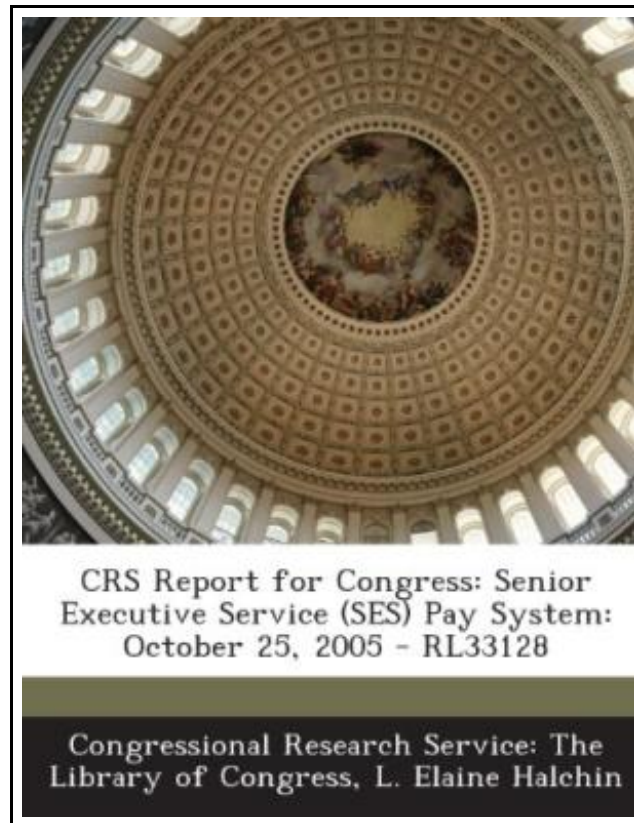 CRS Report for Congress: Senior
Executive Service (SES) Pay System:
October 25, 2005 - RL33128
Congressional Research Service: The
Library of Congress, L. Elaine Halchin